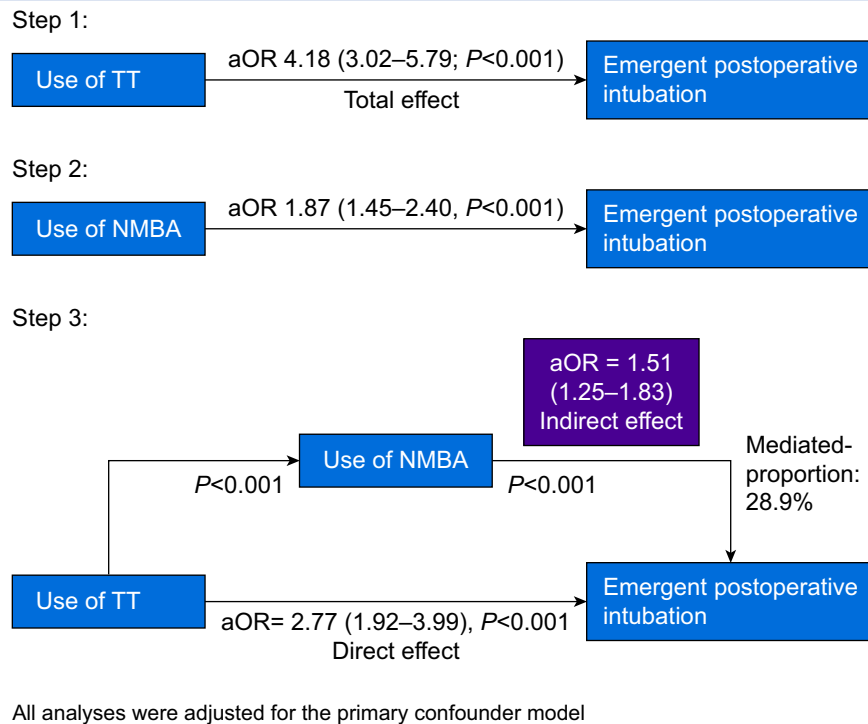 Step 1:
Use of TT
aOR 4.18 (3.02–5.79; P<0.001)
Total effect
Emergent postoperative
intubation
Step 2:
Use of NMBA
aOR 1.87 (1.45–2.40, P<0.001)
Emergent postoperative
intubation
Step 3:
aOR = 1.51
(1.25–1.83)
Indirect effect
Use of NMBA
P<0.001
P<0.001
Mediated-
proportion:
28.9%
Use of TT
aOR= 2.77 (1.92–3.99), P<0.001
Direct effect
Emergent postoperative
intubation
All analyses were adjusted for the primary confounder model